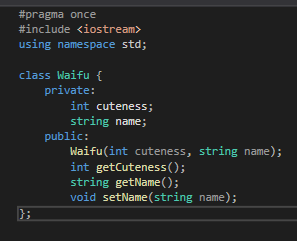 #pragma once
#include <iostream>
using namespace std;

class Waifu {
    private:
        int cuteness;
        string name;
    public:
        Waifu(int cuteness, string name);
        int getCuteness();
        string getName();
        void setName(string name);
};